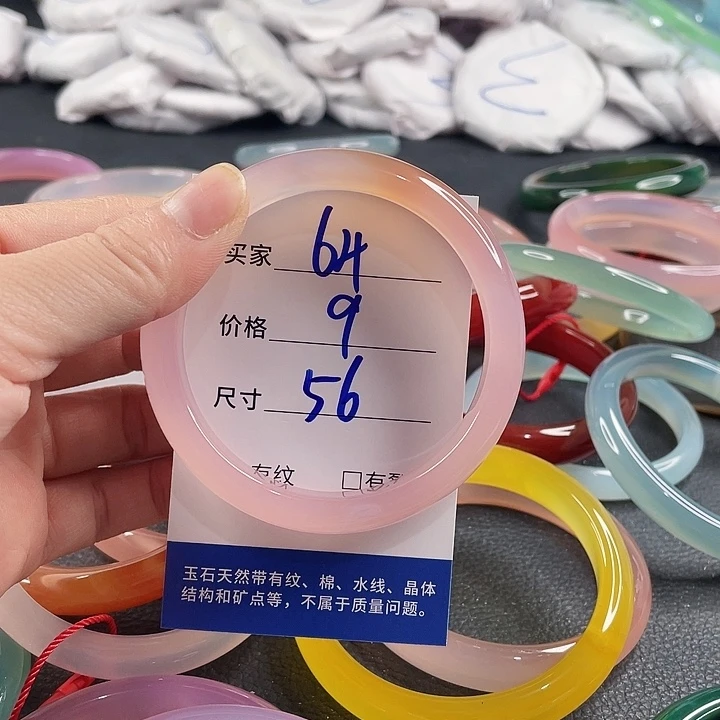 买家 64
价格 9
尺寸 56
有纹 □有
玉石天然带有纹、棉、水线、晶体
结构和矿点等，不属于质量问题。